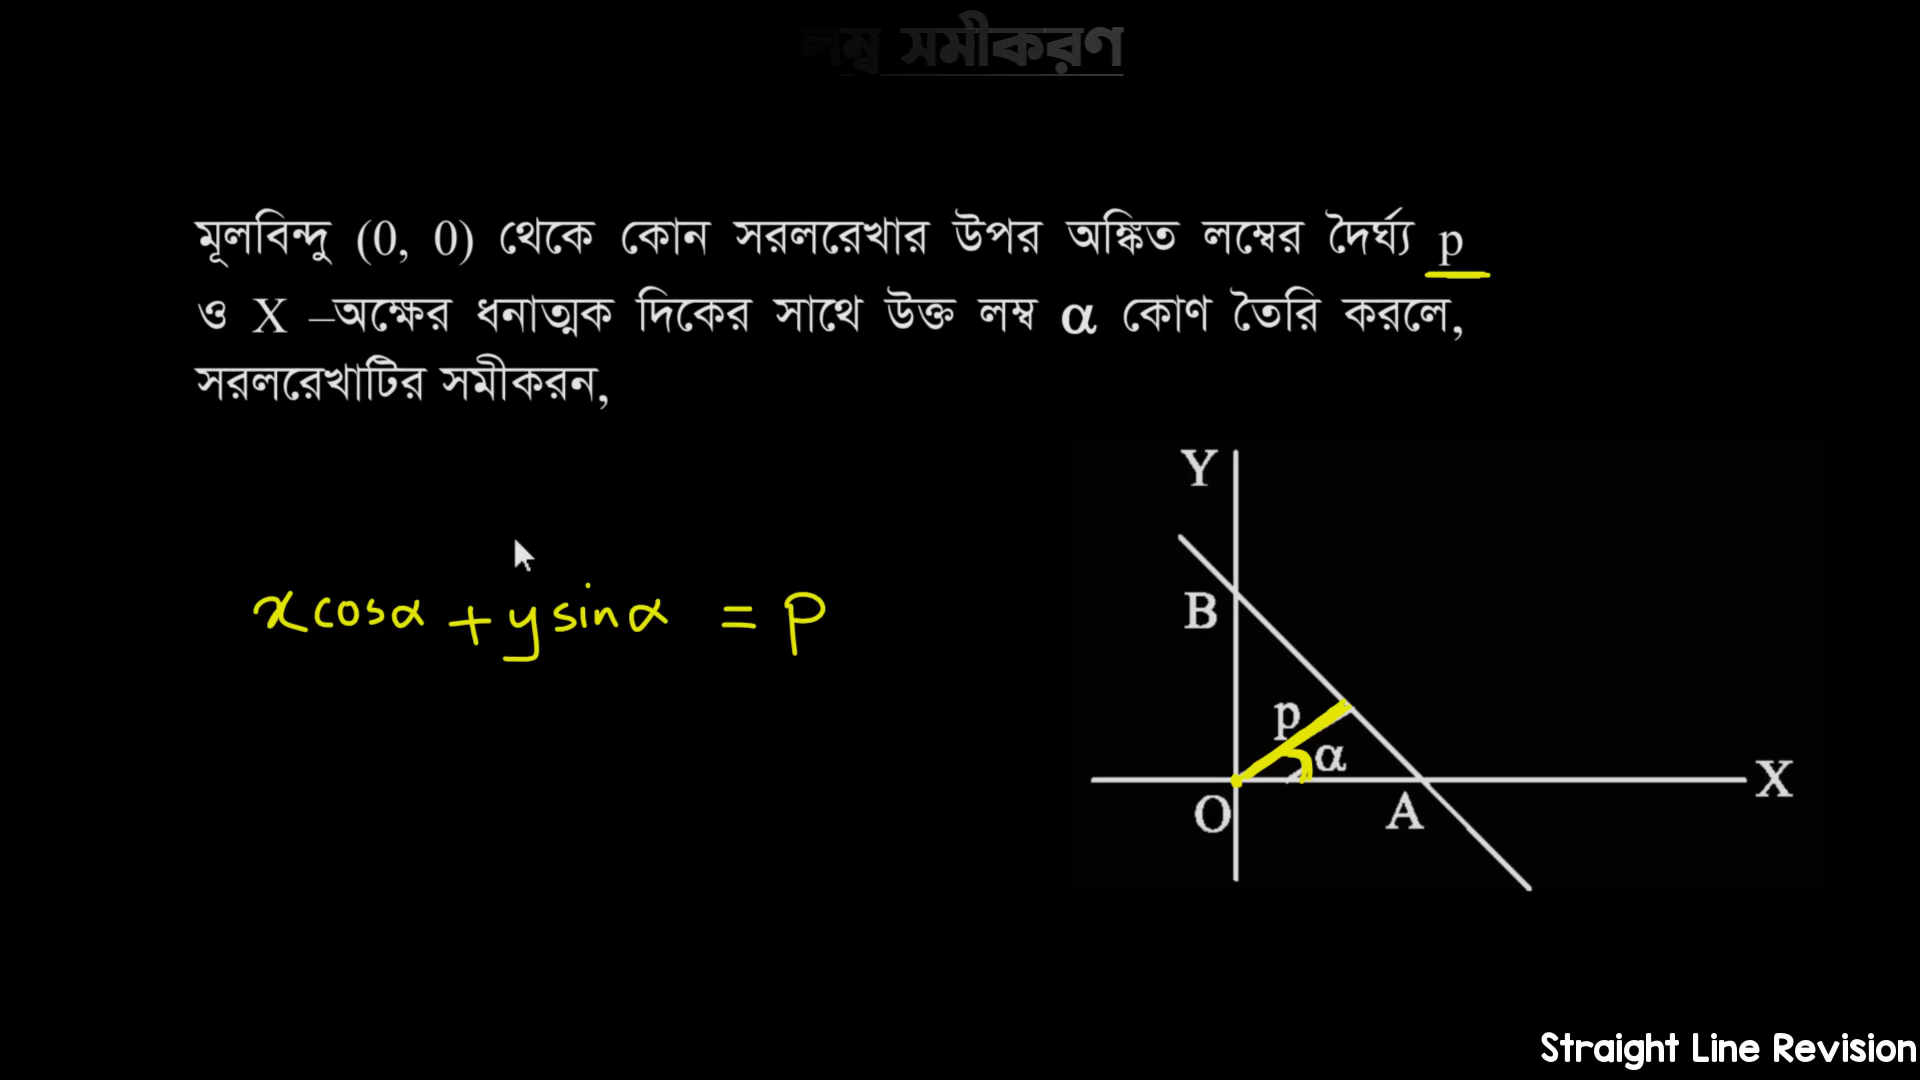 লম্ব সমীকরণ
মূলবিন্দু (0, 0) থেকে কোন সরলরেখার উপর অঙ্কিত লম্বের দৈর্ঘ্য p
ও X –অক্ষের ধনাত্মক দিকের সাথে উক্ত লম্ব α কোণ তৈরি করলে,
সরলরেখাটির সমীকরন,
x cosα + y sinα = p
Y
B
p
α
X
O
A
Straight Line Revision